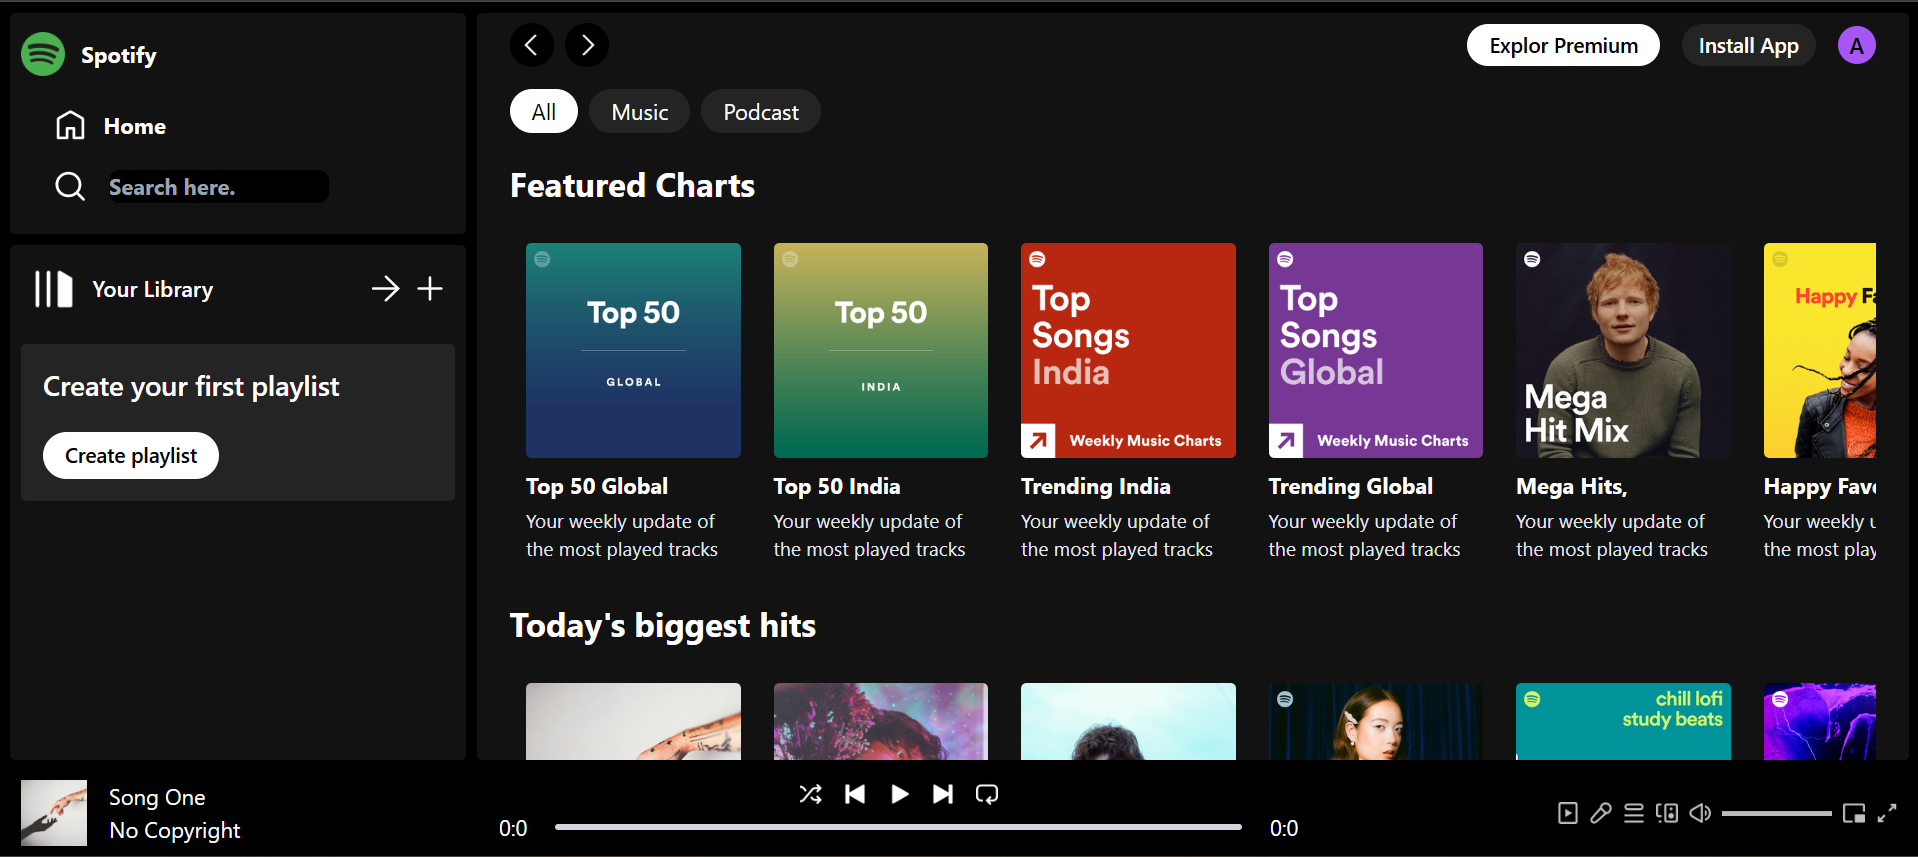 Spotify
Home
Search here.
Your Library
Create your first playlist
Create playlist
Explor Premium
Install App
A
All
Music
Podcast
Featured Charts
Top 50
GLOBAL
Top 50 Global
Your weekly update of
the most played tracks
Top 50
INDIA
Top 50 India
Your weekly update of
the most played tracks
Top
Songs
India
Weekly Music Charts
Trending India
Your weekly update of
the most played tracks
Top
Songs
Global
Weekly Music Charts
Trending Global
Your weekly update of
the most played tracks
Mega
Hit Mix
Mega Hits,
Your weekly update of
the most played tracks
Happy Fa
Happy Fav
Your weekly u
the most play
Today's biggest hits
chill lofi
study beats
Song One
No Copyright
0:0
0:0